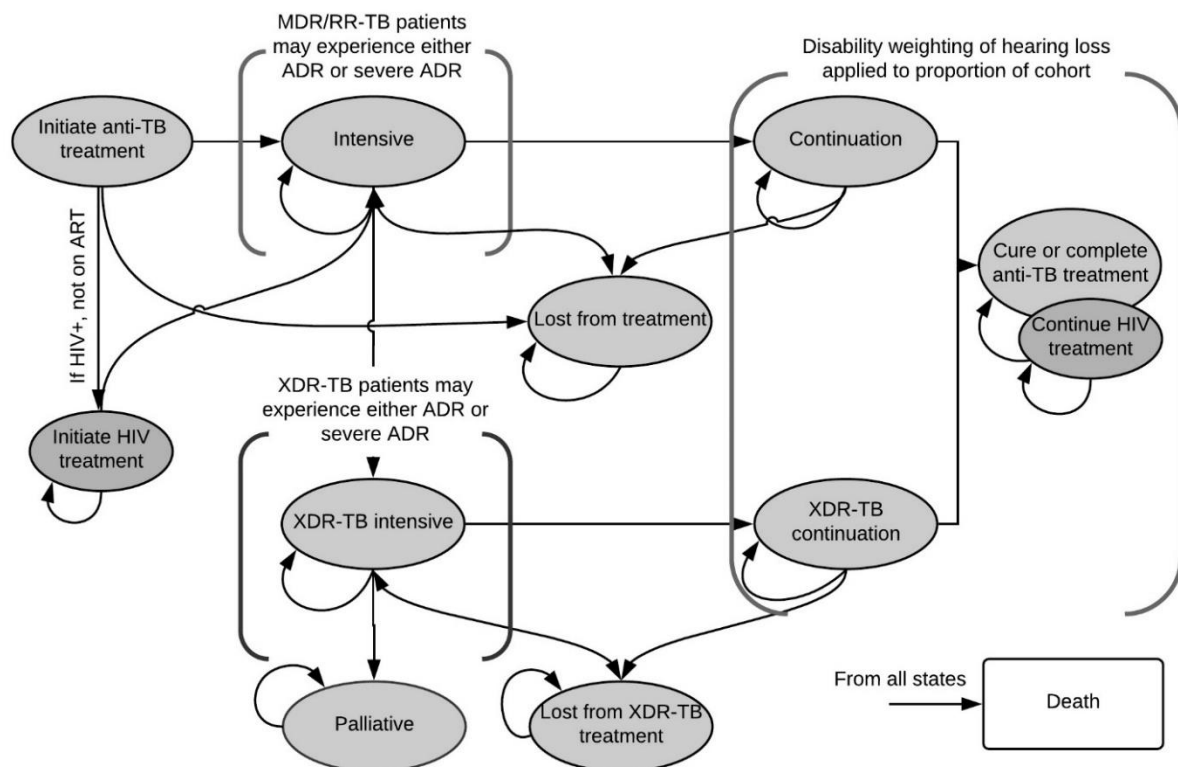 MDR/RR-TB patients
may experience either
ADR or severe ADR
Disability weighting of hearing loss
applied to proportion of cohort
Initiate anti-TB
treatment
Intensive
Continuation
If HIV+, not on ART
Cure or complete
anti-TB treatment
Continue HIV
treatment
Lost from treatment
XDR-TB patients may
experience either ADR or
severe ADR
Initiate HIV
treatment
XDR-TB intensive
XDR-TB
continuation
Palliative
Lost from XDR-TB
treatment
From all states
Death